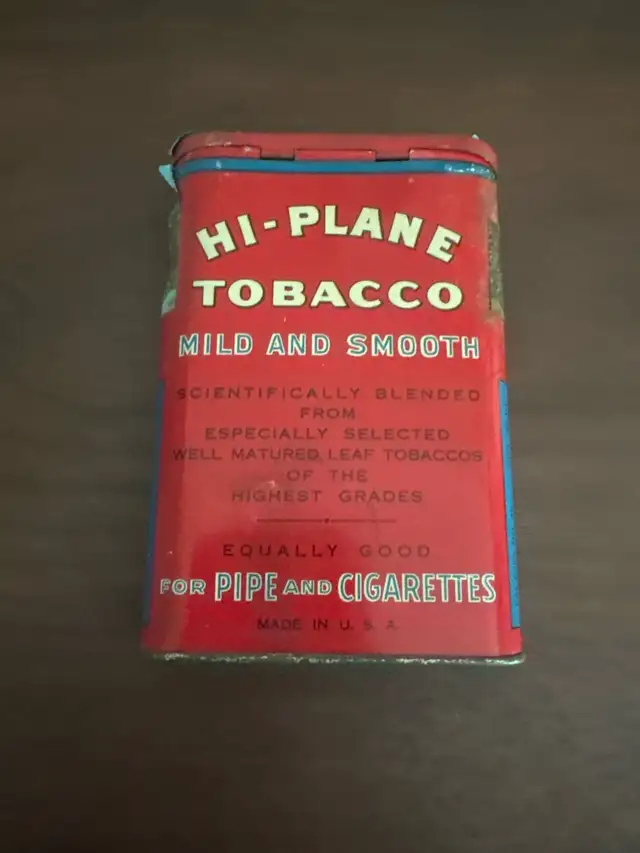 HI-PLANE
TOBACCO
MILD AND SMOOTH
SCIENTIFICALLY BLENDED
FROM
ESPECIALLY SELECTED
WELL MATURED LEAF TOBACCOS
OF THE
HIGHEST GRADES
EQUALLY GOOD
FOR PIPE AND CIGARETTES
MADE IN U. S. A.